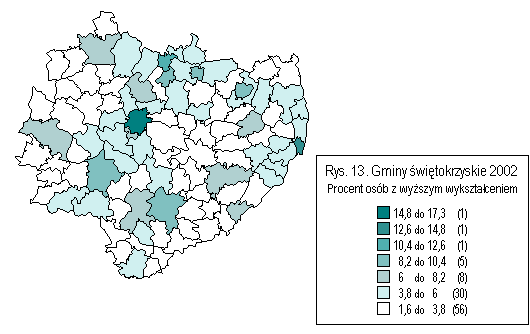 Rys. 13. Gminy świętokrzyskie 2002
Procent osób z wyższym wykształceniem
14,8 do 17,3 (1)
12,6 do 14,8 (1)
10,4 do 12,6 (1)
8,2 do 10,4 (5)
6 do 8,2 (8)
3,8 do 6 (30)
1,6 do 3,8 (56)